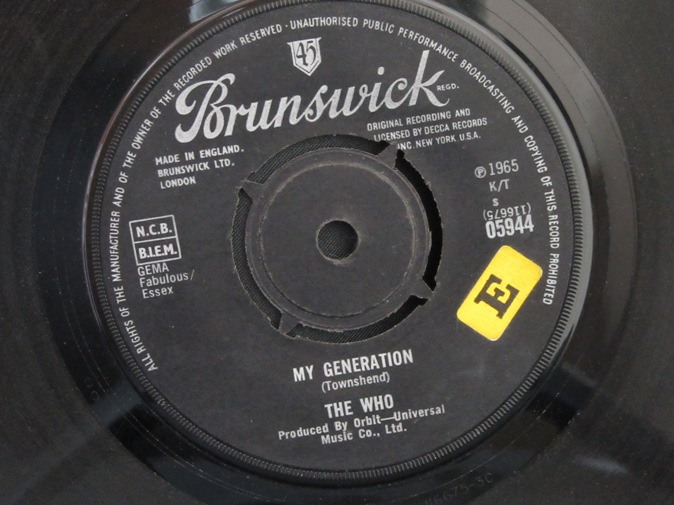 ALL RIGHTS OF THE MANUFACTURER AND OF THE OWNER OF THE RECORDED WORK RESERVED · UNAUTHORISED PUBLIC PERFORMANCE BROADCASTING AND COPYING OF THIS RECORD PROHIBITED
45
Brunswick
REGD.
ORIGINAL RECORDING AND
LICENSED BY DECCA RECORDS
INC. NEW YORK. U.S.A.
MADE IN ENGLAND.
BRUNSWICK LTD.
LONDON
℗ 1965
K/T
s
(11667S)
05944
N.C.B.
B.I.E.M.
GEMA
Fabulous/
Essex
E
MY GENERATION
(Townshend)
THE WHO
Produced By Orbit—Universal
Music Co., Ltd.